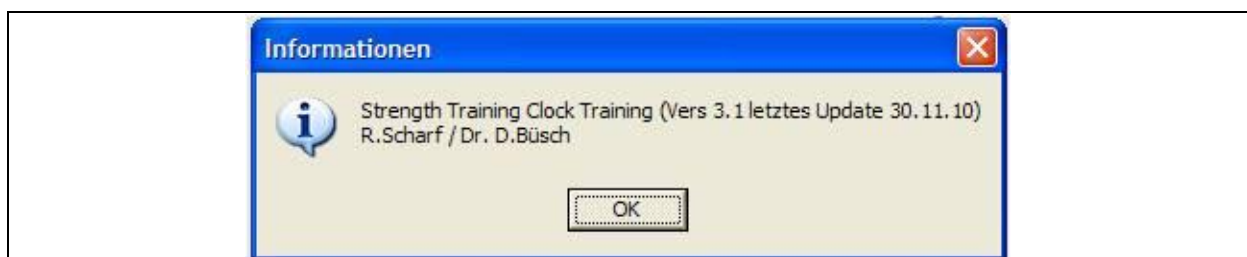 Informationen
Strength Training Clock Training (Vers 3.1 letztes Update 30.11.10)
R.Scharf / Dr. D.Büsch
OK